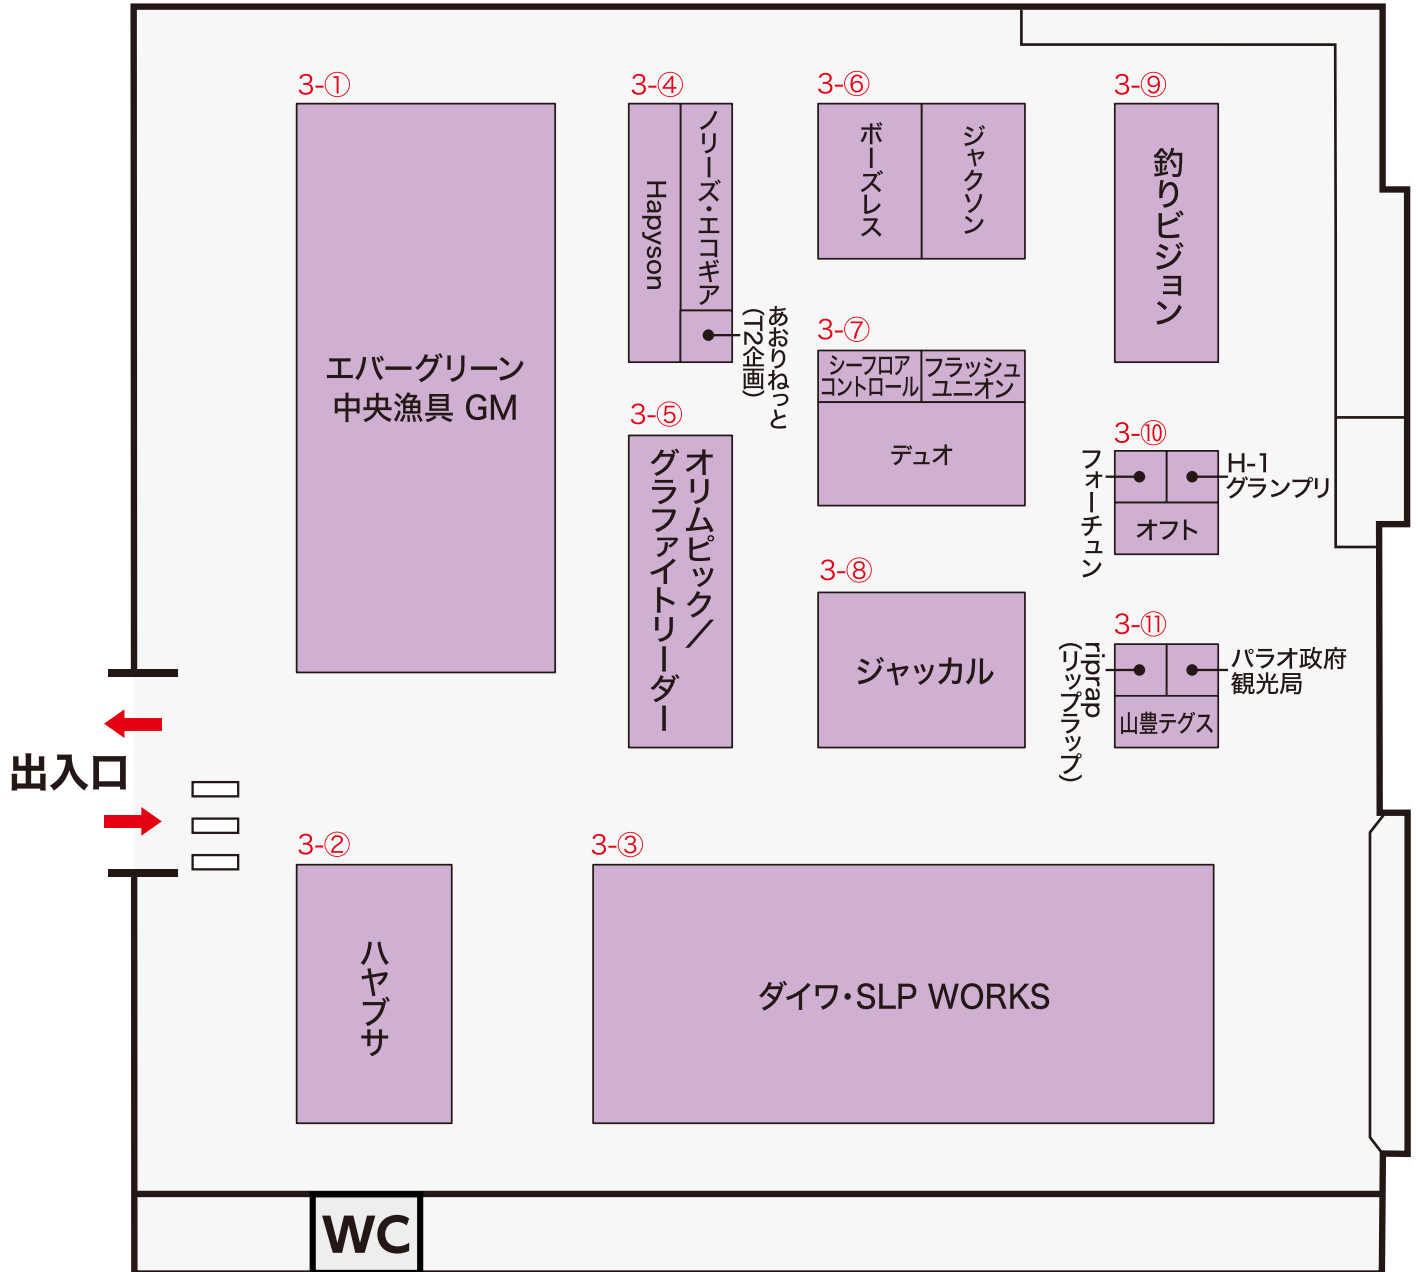 3-①
エバーグリーン
中央漁具 GM
3-④
Hapyson
ノリーズ・エコギア
あおりねっと
(T2企画)
3-⑤
オリムピック／
グラファイトリーダー
3-⑥
ボーズレス
ジャクソン
3-⑦
シーフロア
コントロール
フラッシュ
ユニオン
デュオ
3-⑧
ジャッカル
3-⑨
釣りビジョン
3-⑩
フォーチュン
H-1
グランプリ
オフト
3-⑪
riprap
(リップラップ)
パラオ政府
観光局
山豊テグス
出入口
3-②
ハヤブサ
3-③
ダイワ・SLP WORKS
WC